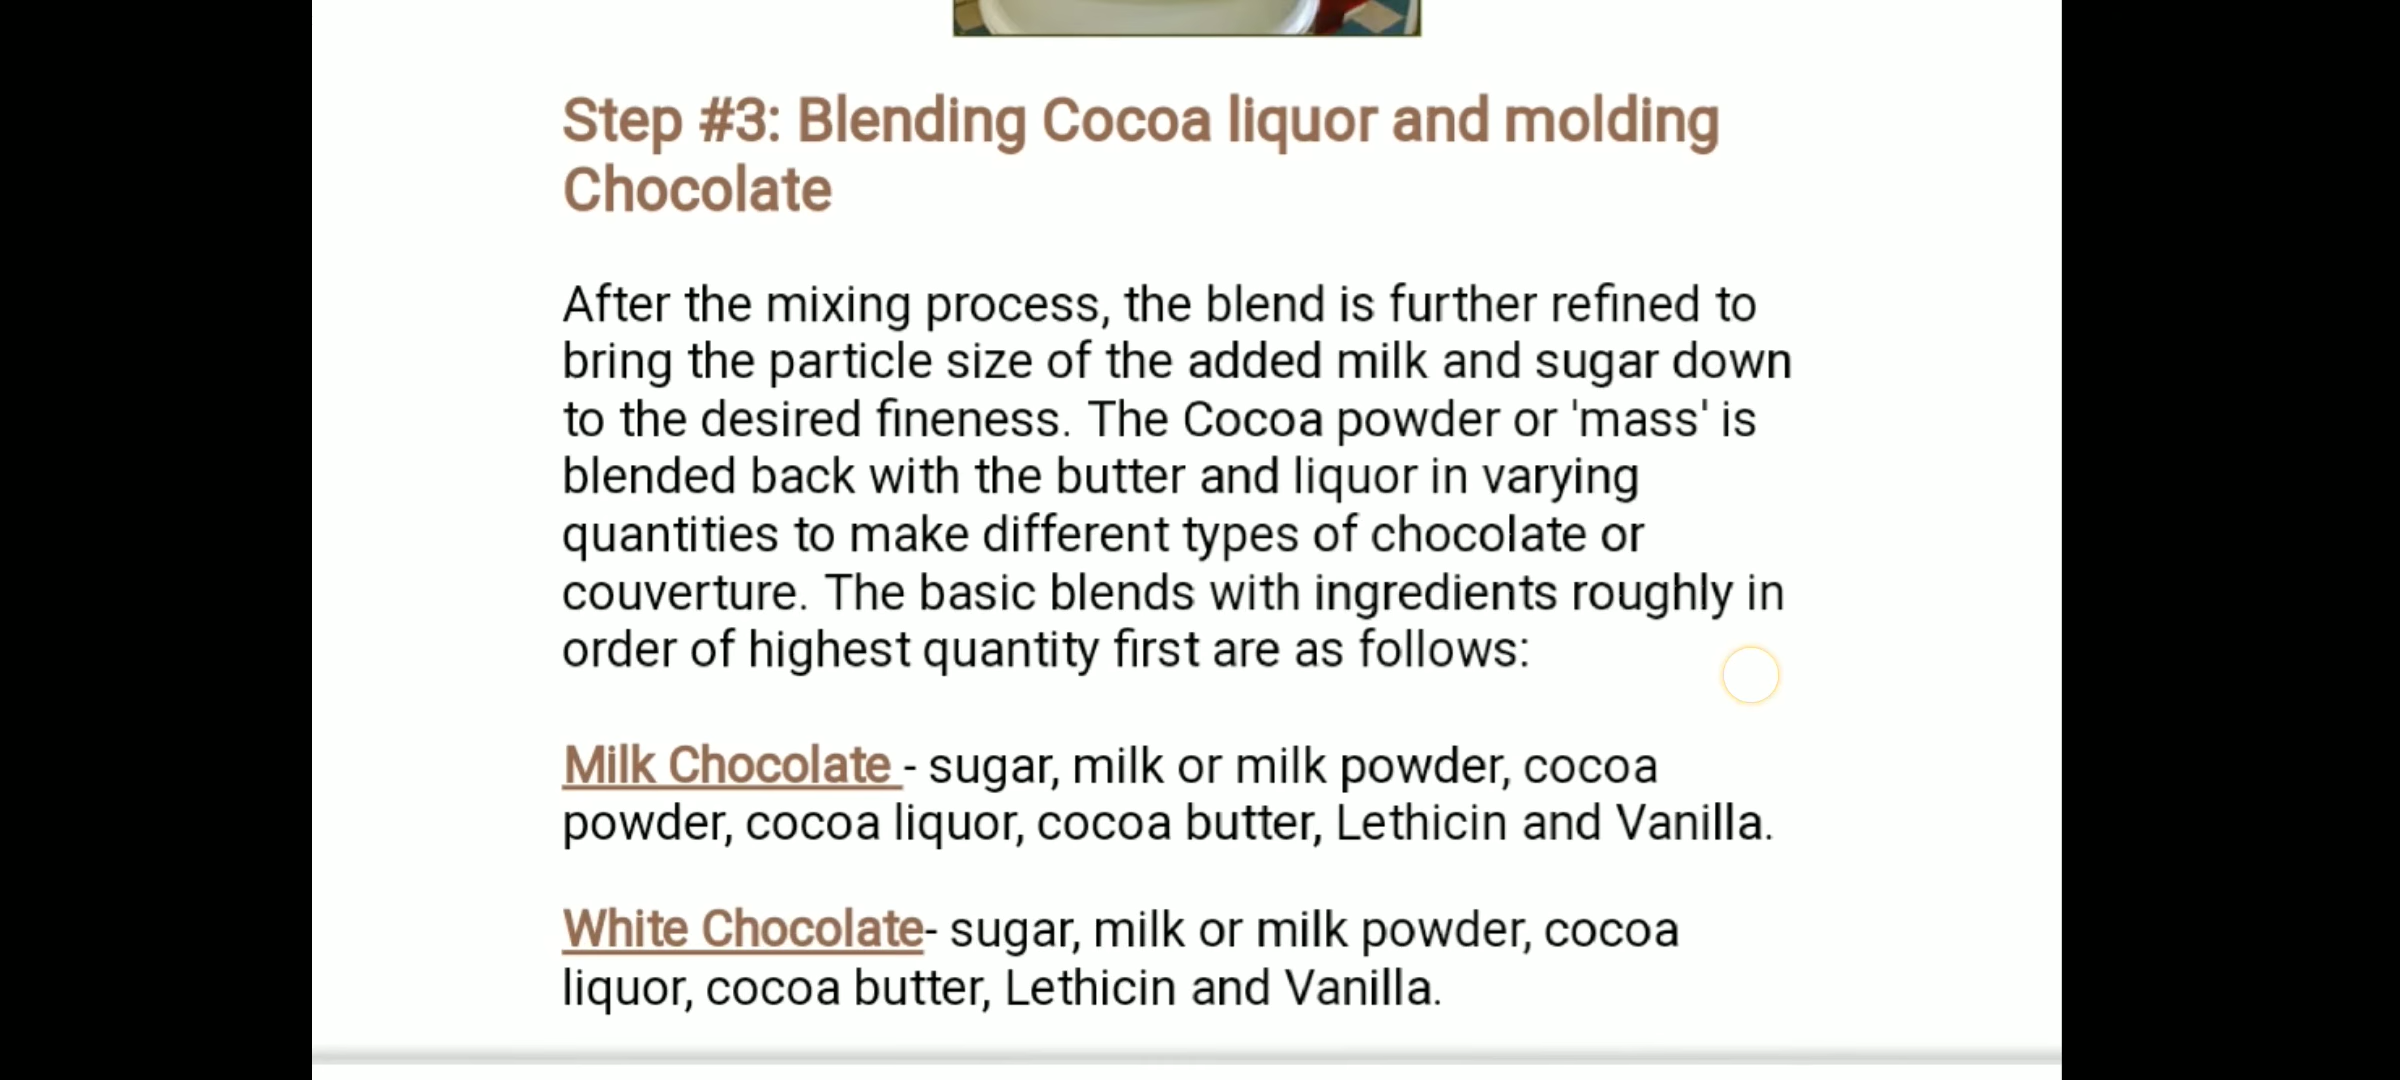 Step #3: Blending Cocoa liquor and molding
Chocolate
After the mixing process, the blend is further refined to
bring the particle size of the added milk and sugar down
to the desired fineness. The Cocoa powder or 'mass' is
blended back with the butter and liquor in varying
quantities to make different types of chocolate or
couverture. The basic blends with ingredients roughly in
order of highest quantity first are as follows:
Milk Chocolate - sugar, milk or milk powder, cocoa
powder, cocoa liquor, cocoa butter, Lethicin and Vanilla.
White Chocolate- sugar, milk or milk powder, cocoa
liquor, cocoa butter, Lethicin and Vanilla.